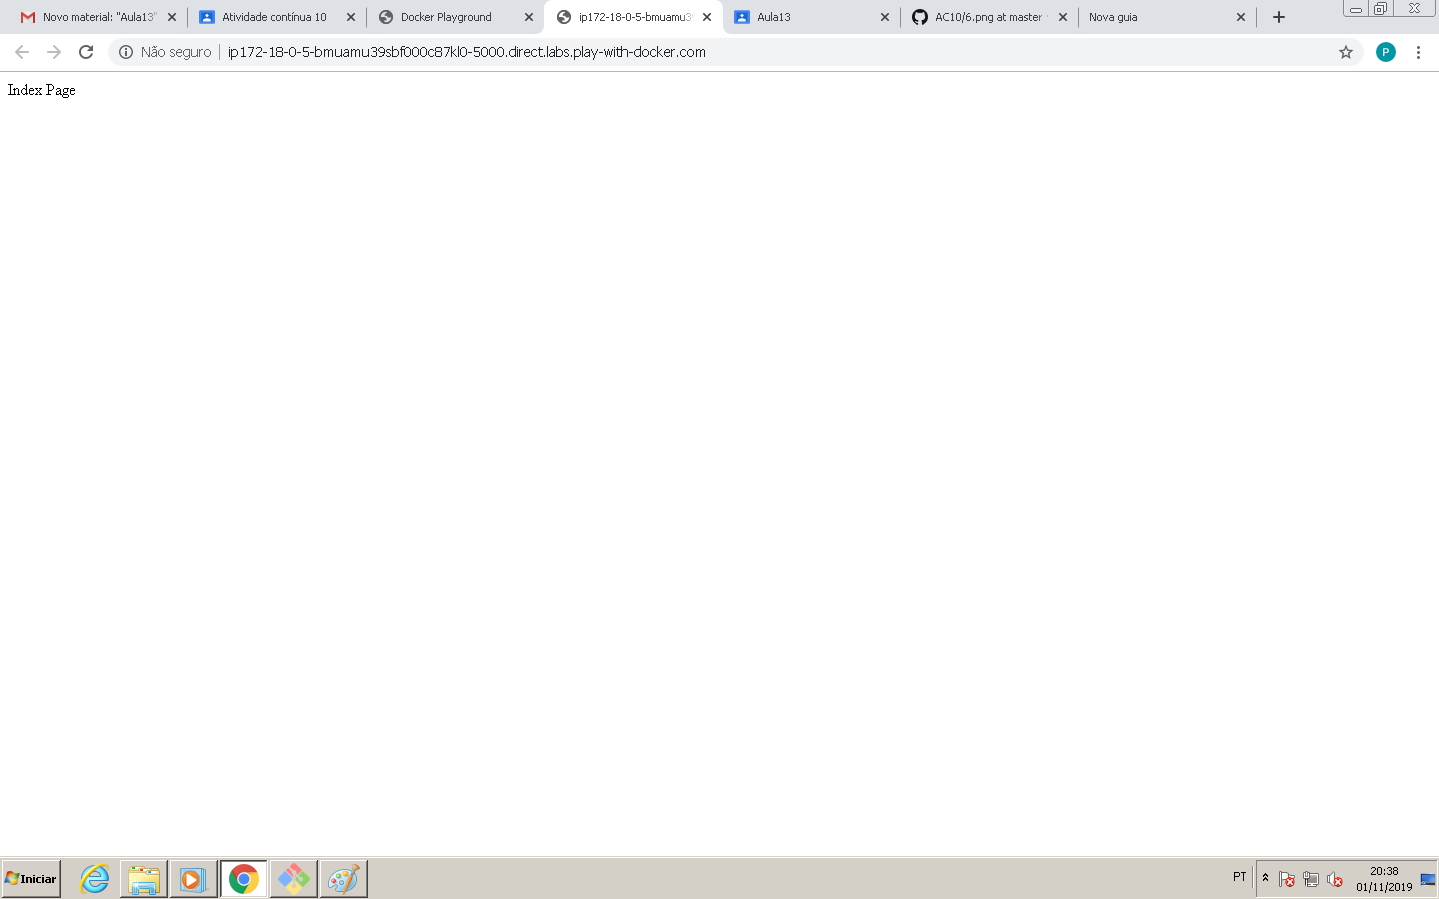 Novo material: "Aula13"
Atividade contínua 10
Docker Playground
ip172-18-0-5-bmuamu39
Aula13
AC10/6.png at master
Nova guia
Não seguro
ip172-18-0-5-bmuamu39sbf000c87kl0-5000.direct.labs.play-with-docker.com
P
Index Page
Iniciar
PT
20:38
01/11/2019